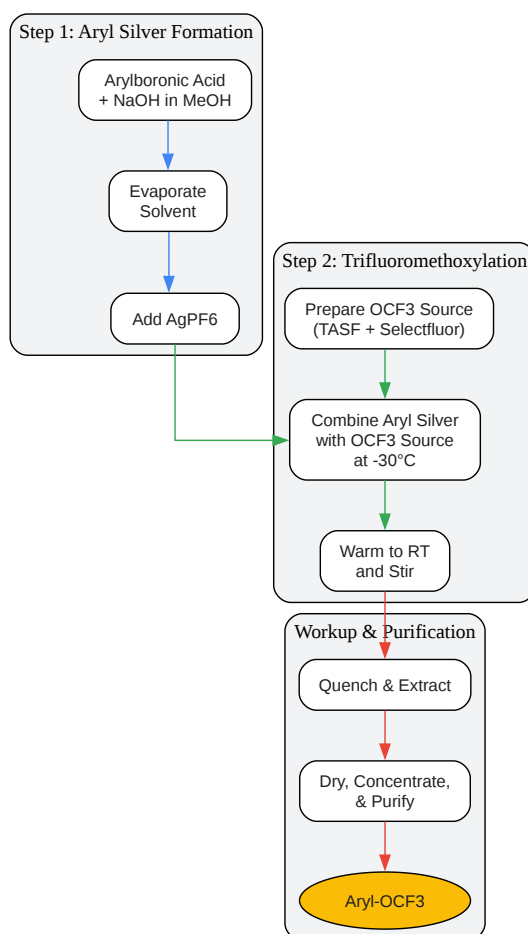 Step 1: Aryl Silver Formation
Arylboronic Acid
+ NaOH in MeOH
Evaporate
Solvent
Add AgPF6
Step 2: Trifluoromethoxylation
Prepare OCF3 Source
(TASF + Selectfluor)
Combine Aryl Silver
with OCF3 Source
at -30°C
Warm to RT
and Stir
Workup & Purification
Quench & Extract
Dry, Concentrate,
& Purify
Aryl-OCF3